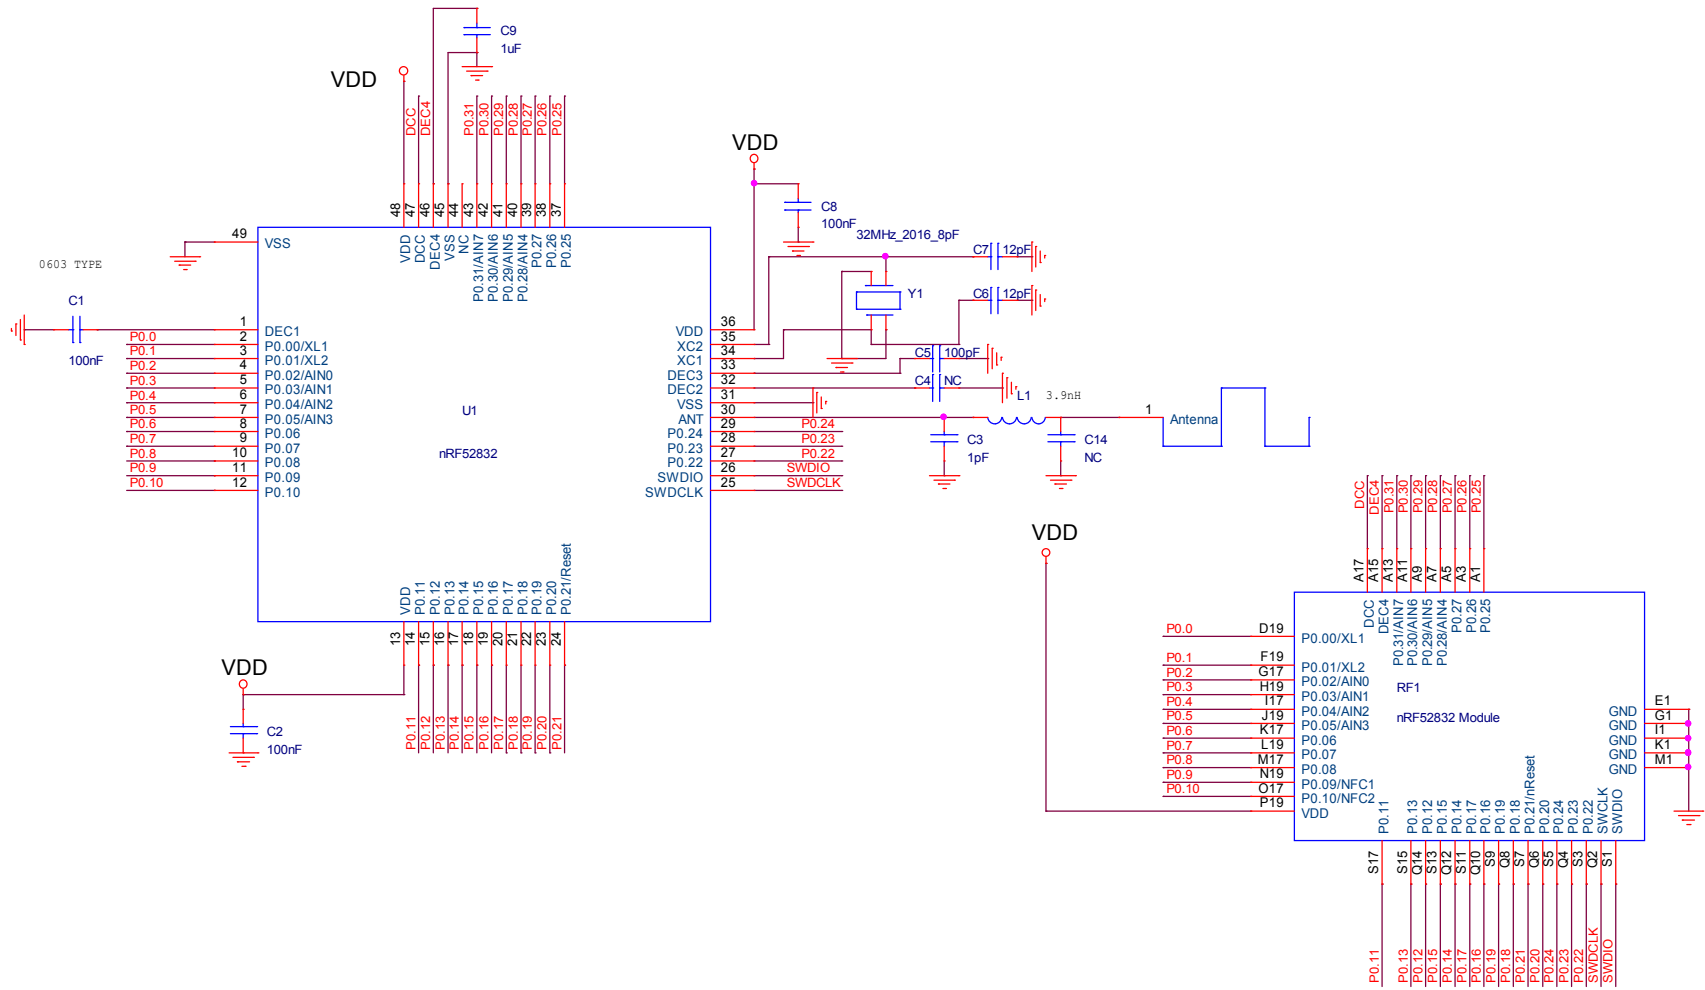 C9
1uF
VDD
DCC
DEC4
P0.31
P0.30
P0.29
P0.28
P0.27
P0.26
P0.25
48
47
46
45
44
43
42
41
40
39
38
37
VDD
DCC
DEC4
VSS
NC
P0.31/AIN7
P0.30/AIN6
P0.29/AIN5
P0.28/AIN4
P0.27
P0.26
P0.25
49
VSS
0603 TYPE
C1
100nF
1
DEC1
P0.0
2
P0.00/XL1
P0.1
3
P0.01/XL2
P0.2
4
P0.02/AIN0
P0.3
5
P0.03/AIN1
P0.4
6
P0.04/AIN2
P0.5
7
P0.05/AIN3
P0.6
8
P0.06
P0.7
9
P0.07
P0.8
10
P0.08
P0.9
11
P0.09
P0.10
12
P0.10
U1
nRF52832
VDD
36
XC2
35
XC1
34
DEC3
33
DEC2
32
VSS
31
ANT
30
P0.24
29
P0.24
P0.23
28
P0.23
P0.22
27
P0.22
SWDIO
26
SWDIO
SWDCLK
25
SWDCLK
VDD
C8
100nF
32MHz_2016_8pF
C7
12pF
Y1
C6
12pF
C5
100pF
C4
NC
L1
3.9nH
C3
1pF
C14
NC
1
Antenna
VDD
P0.11
P0.12
P0.13
P0.14
P0.15
P0.16
P0.17
P0.18
P0.19
P0.20
P0.21/Reset
13
14
15
16
17
18
19
20
21
22
23
24
P0.11
P0.12
P0.13
P0.14
P0.15
P0.16
P0.17
P0.18
P0.19
P0.20
P0.21
VDD
C2
100nF
VDD
DCC
DEC4
P0.31
P0.30
P0.29
P0.28
P0.27
P0.26
P0.25
A17
A15
A13
A11
A9
A7
A5
A3
A1
DCC
DEC4
P0.31/AIN7
P0.30/AIN6
P0.29/AIN5
P0.28/AIN4
P0.27
P0.26
P0.25
P0.0
D19
P0.00/XL1
P0.1
F19
P0.01/XL2
P0.2
G17
P0.02/AIN0
P0.3
H19
P0.03/AIN1
P0.4
I17
P0.04/AIN2
P0.5
J19
P0.05/AIN3
P0.6
K17
P0.06
P0.7
L19
P0.07
P0.8
M17
P0.08
P0.9
N19
P0.09/NFC1
P0.10
O17
P0.10/NFC2
P19
VDD
RF1
nRF52832 Module
GND
E1
GND
G1
GND
I1
GND
K1
GND
M1
P0.11
P0.13
P0.12
P0.15
P0.14
P0.17
P0.16
P0.19
P0.18
P0.21/nReset
P0.20
P0.24
P0.23
P0.22
SWCLK
SWDIO
S17
S15
Q14
S13
Q12
S11
Q10
S9
Q8
S7
Q6
S5
Q4
S3
Q2
S1
P0.11
P0.13
P0.12
P0.15
P0.14
P0.17
P0.16
P0.19
P0.18
P0.21
P0.20
P0.24
P0.23
P0.22
SWDCLK
SWDIO